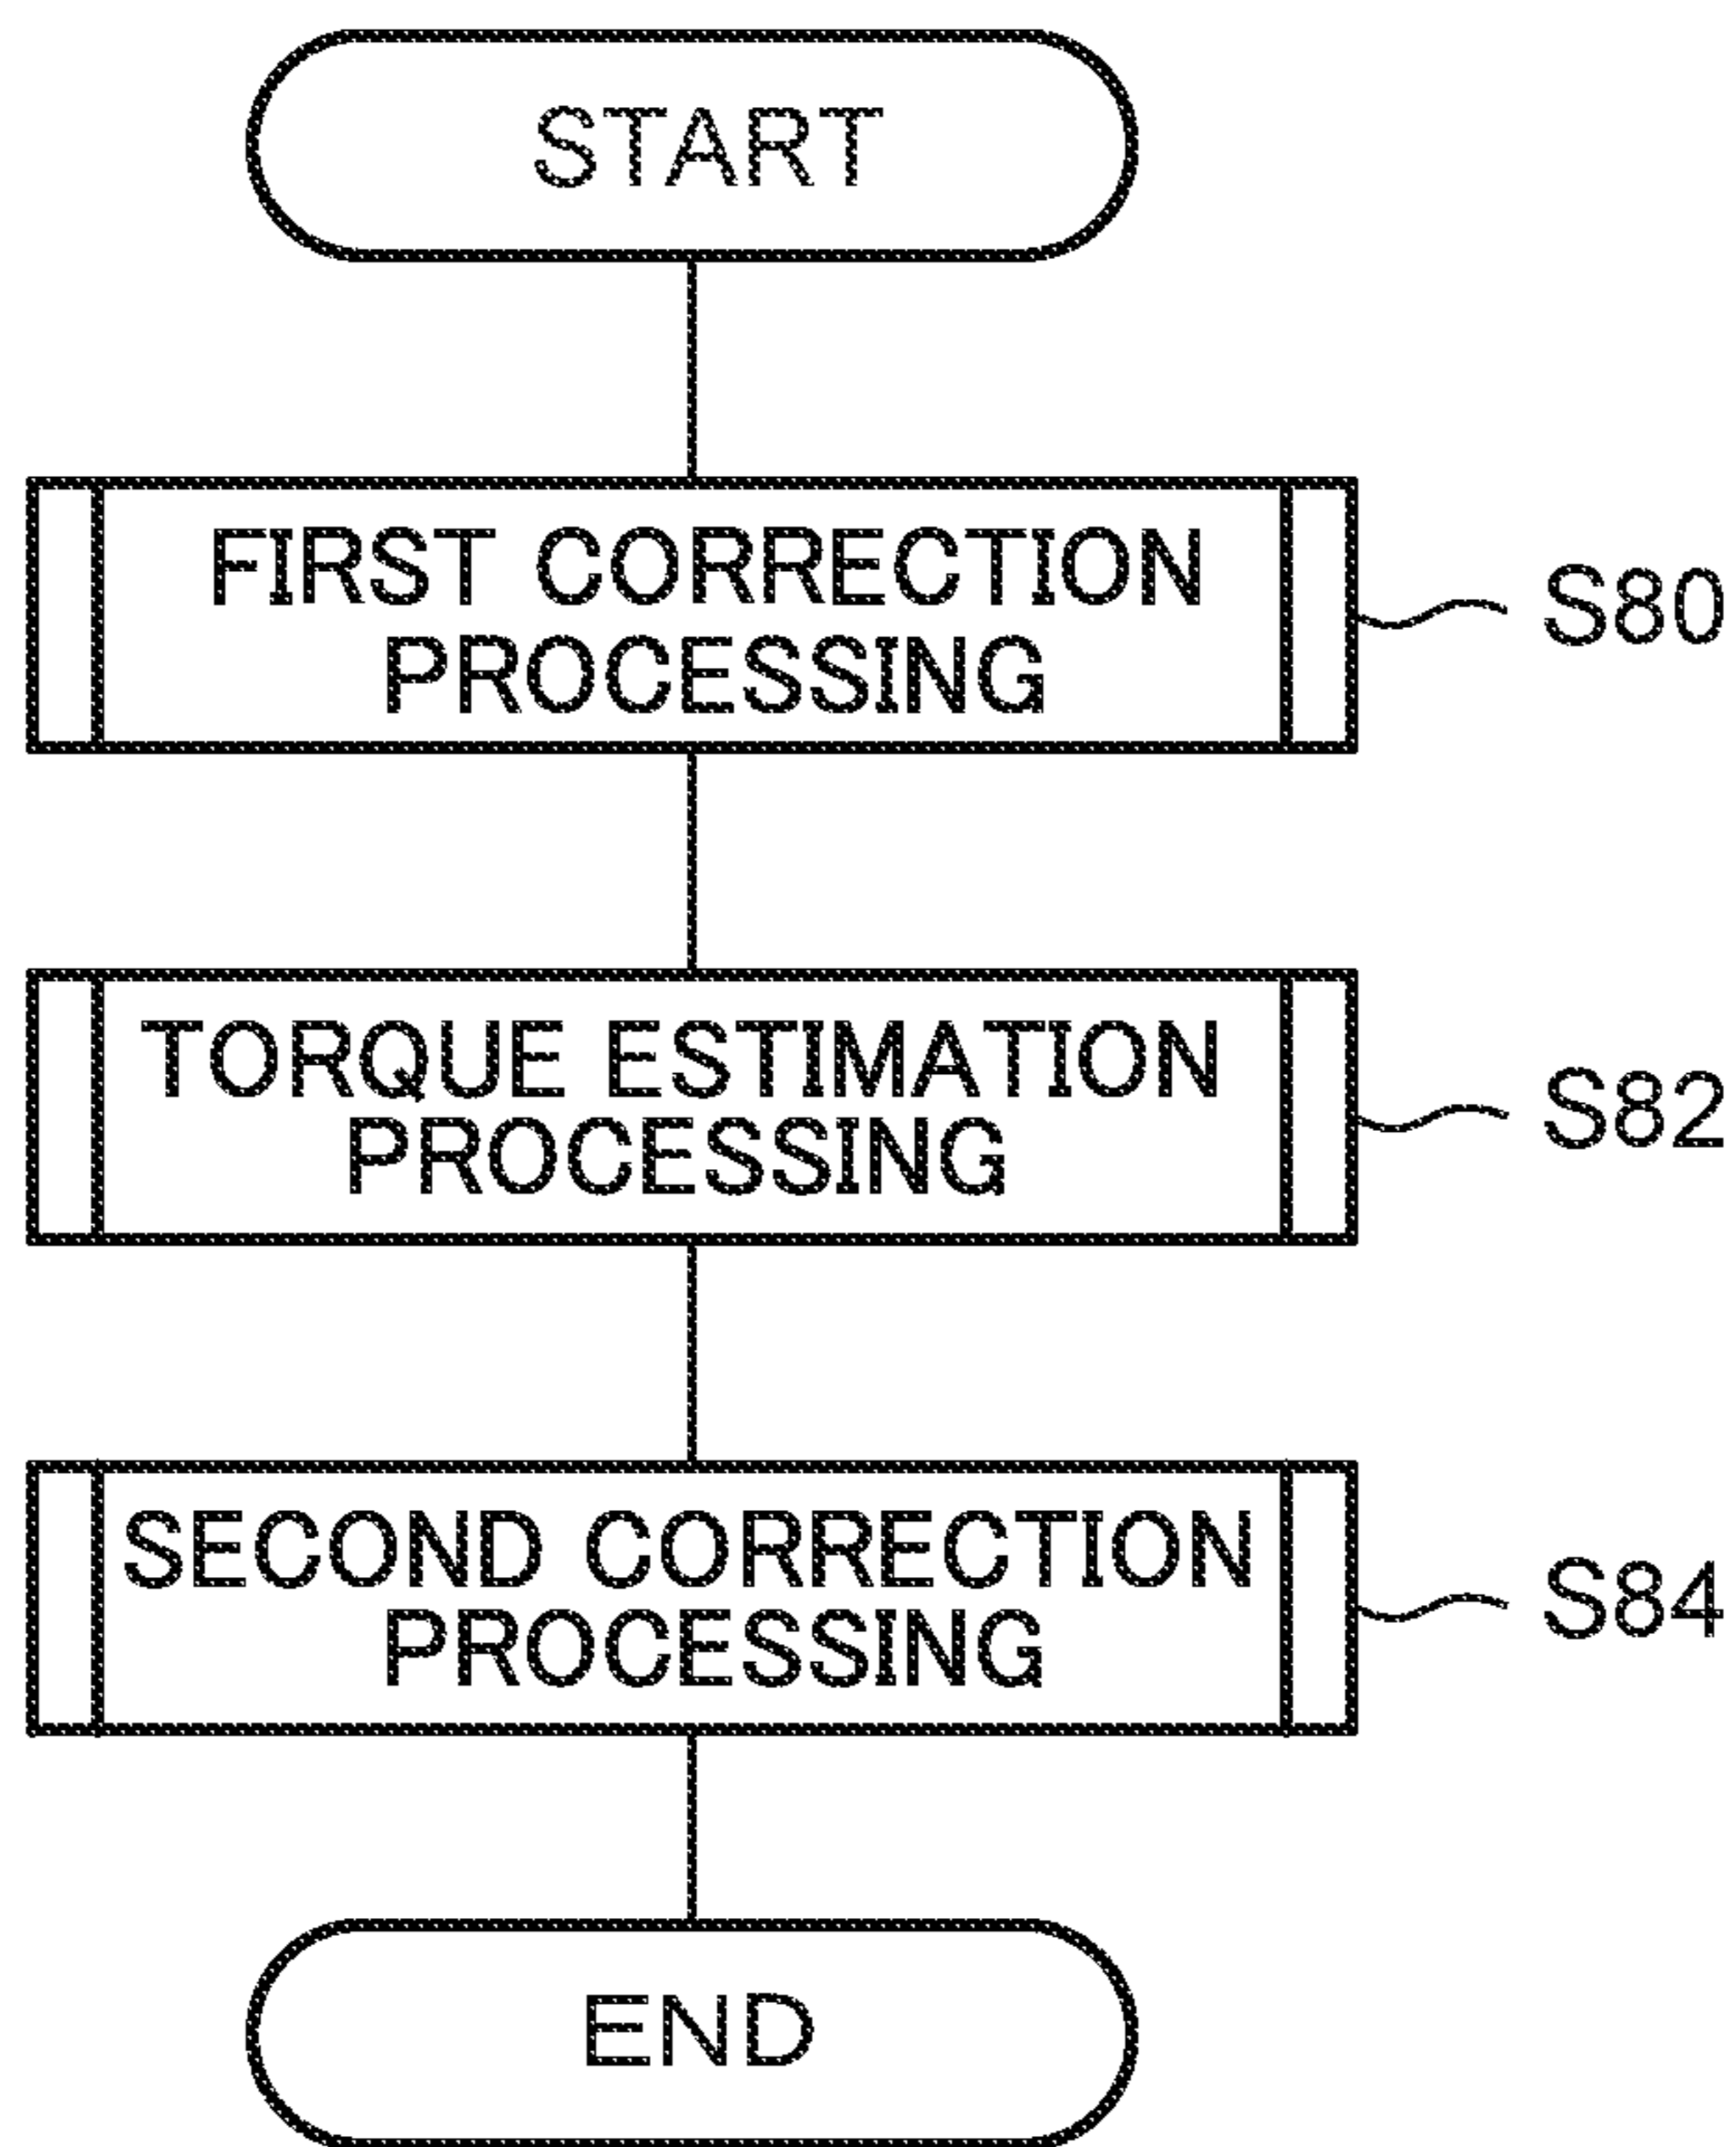 START
FIRST CORRECTION
PROCESSING
S80
TORQUE ESTIMATION
PROCESSING
S82
SECOND CORRECTION
PROCESSING
S84
END